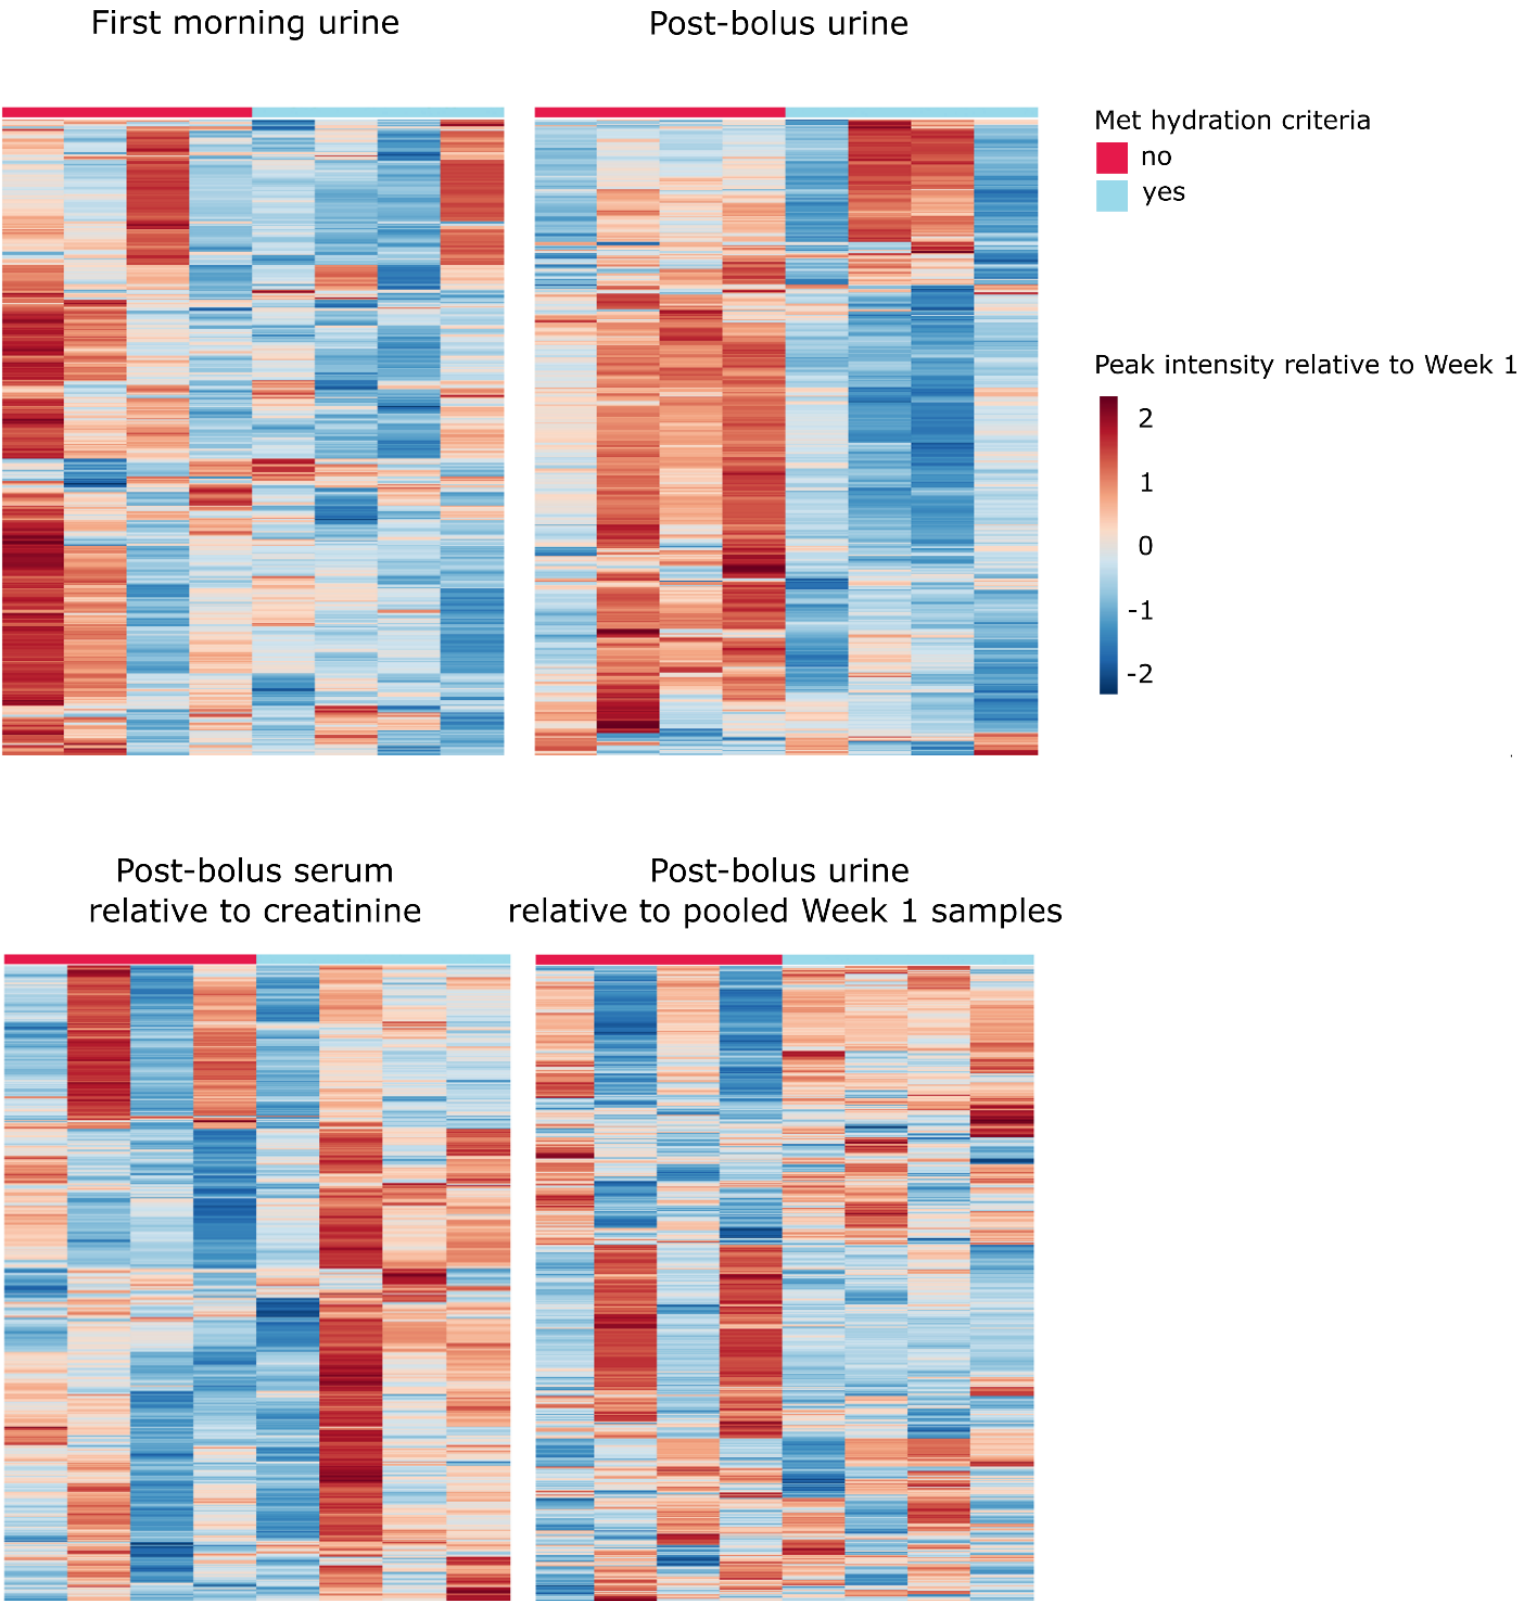 First morning urine
Post-bolus urine
Met hydration criteria
no
yes
Peak intensity relative to Week 1
2
1
0
-1
-2
Post-bolus serum
relative to creatinine
Post-bolus urine
relative to pooled Week 1 samples